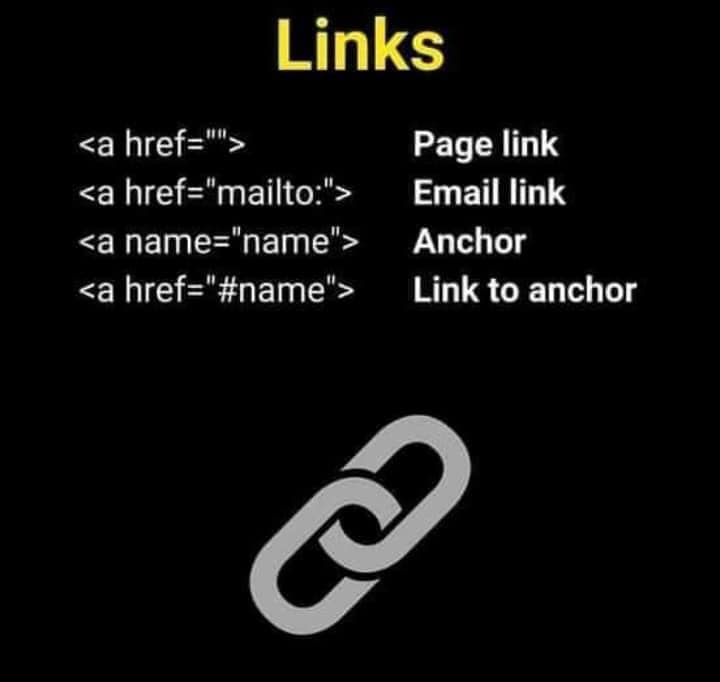 Links
<a href=""> Page link
<a href="mailto:"> Email link
<a name="name"> Anchor
<a href="#name"> Link to anchor